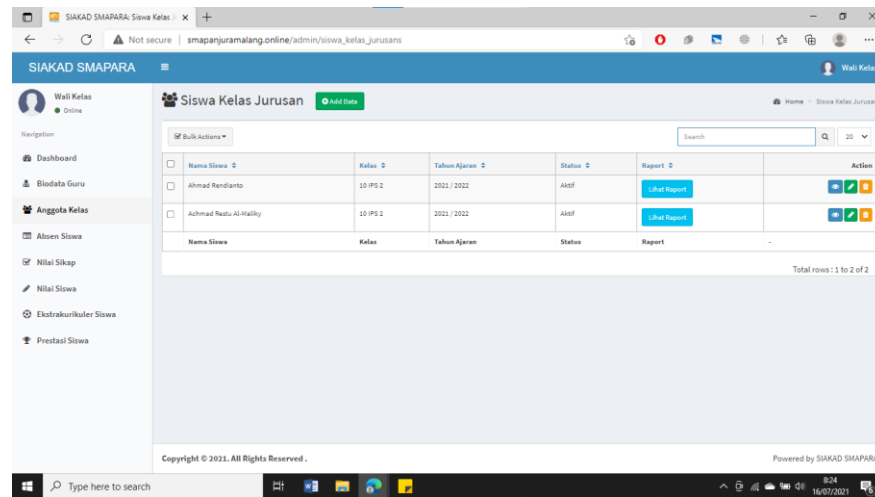 SIAKAD SMAPARA: Siswa Kelas J
Not secure | smapanjuramalang.online/admin/siswa_kelas_jurusans
SIAKAD SMAPARA
Wali Kela
Wali Kelas
Online
Siswa Kelas Jurusan
Add Data
Home > Siswa Kelas Jurusa
Navigation
Bulk Actions
Search
20
Dashboard
Nama Siswa Kelas Tahun Ajaran Status Raport Action
Biodata Guru
Ahmad Rendianto 10 IPS 2 2021 / 2022 Aktif Lihat Raport
Anggota Kelas
Achmad Restu Al-Maliky 10 IPS 2 2021 / 2022 Aktif Lihat Raport
Absen Siswa
Nama Siswa Kelas Tahun Ajaran Status Raport -
Nilai Sikap
Total rows : 1 to 2 of 2
Nilai Siswa
Ekstrakurikuler Siswa
Prestasi Siswa
Copyright © 2021. All Rights Reserved .
Powered by SIAKAD SMAPAR
Type here to search
8:24
16/07/2021